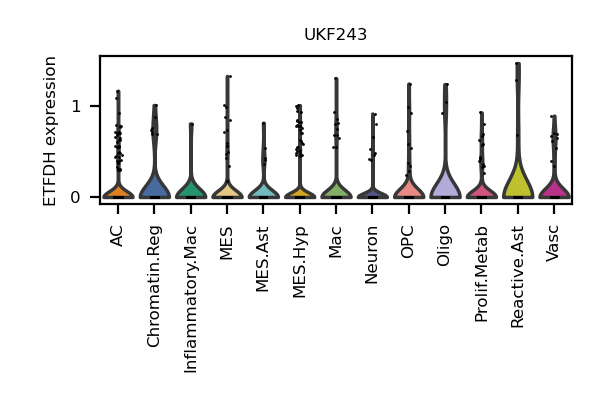 UKF243
ETFDH expression
1
0
AC
Chromatin.Reg
Inflammatory.Mac
MES
MES.Ast
MES.Hyp
Mac
Neuron
OPC
Oligo
Prolif.Metab
Reactive.Ast
Vasc